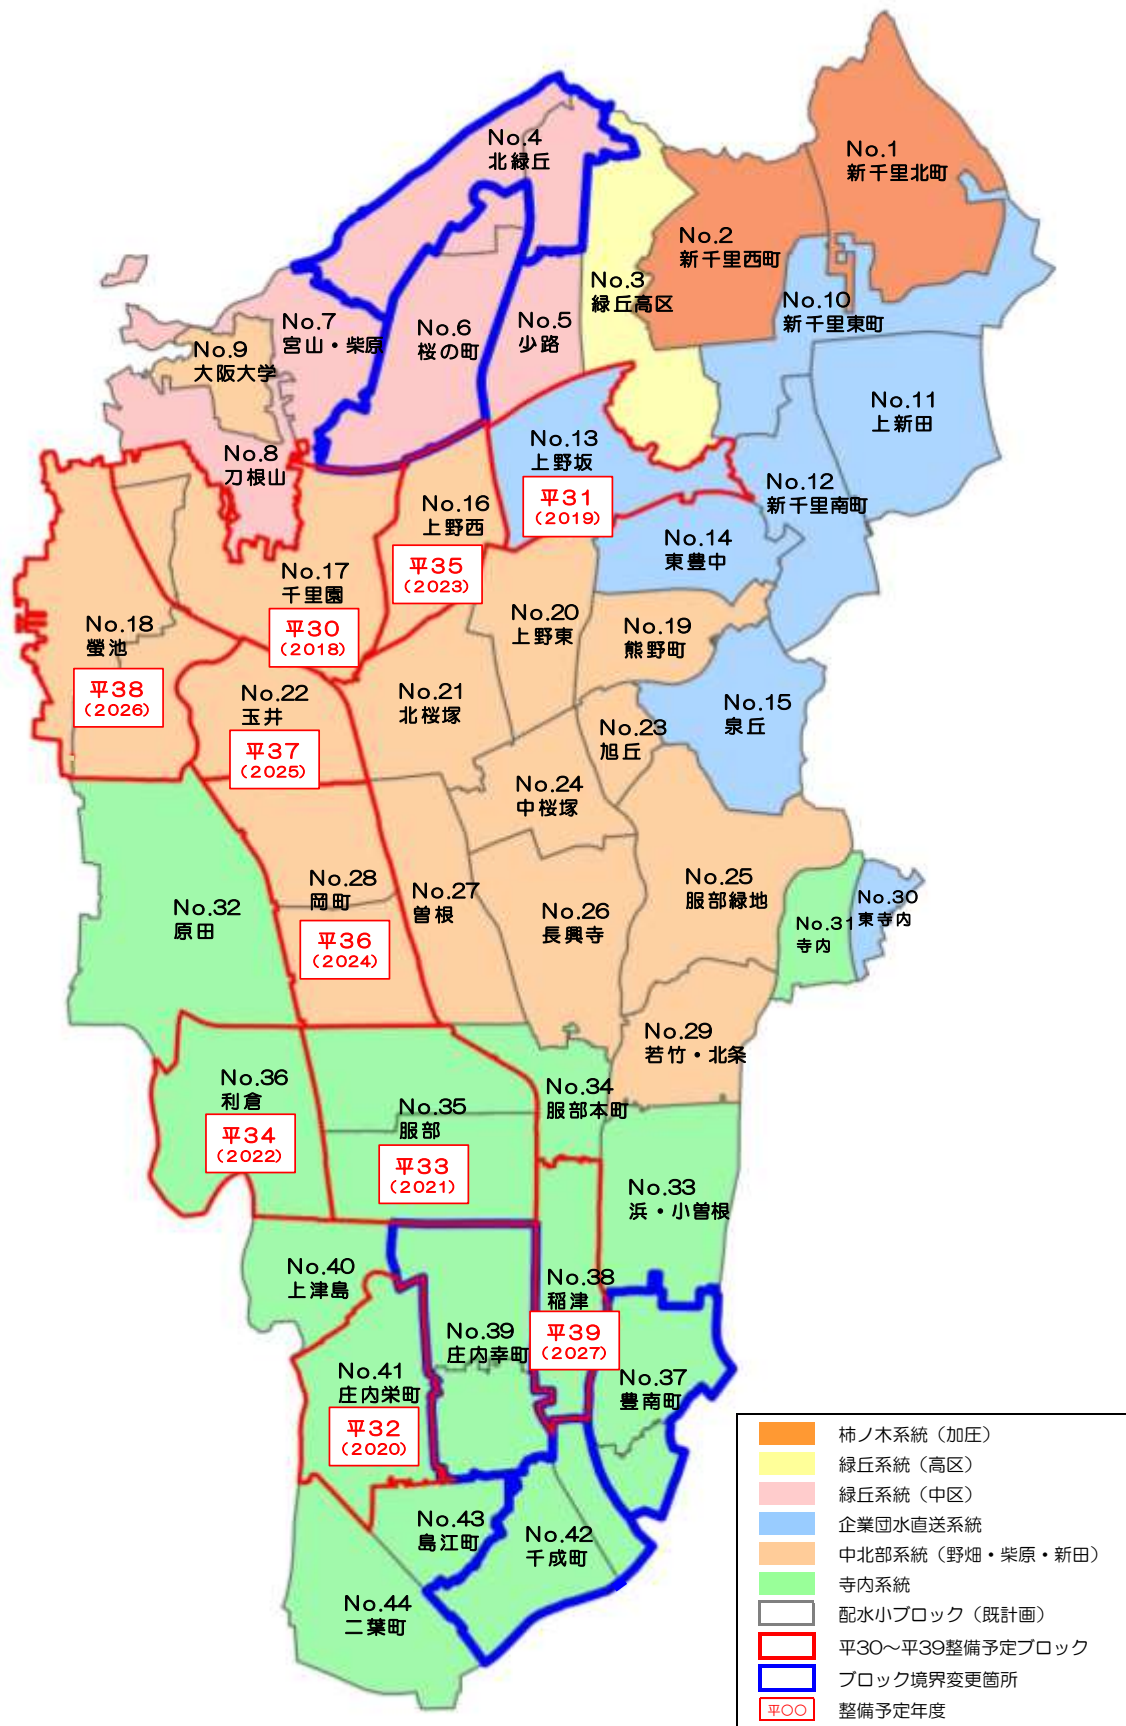 No.1
新千里北町
No.4
北緑丘
No.2
新千里西町
No.3
緑丘高区
No.10
新千里東町
No.7
宮山・柴原
No.6
桜の町
No.5
少路
No.9
大阪大学
No.11
上新田
No.13
上野坂
平31
(2019)
No.8
刀根山
No.12
新千里南町
No.16
上野西
平35
(2023)
No.14
東豊中
No.17
千里園
平30
(2018)
No.20
上野東
No.19
熊野町
No.18
螢池
平38
(2026)
No.22
玉井
平37
(2025)
No.21
北桜塚
No.15
泉丘
No.23
旭丘
No.24
中桜塚
No.28
岡町
平36
(2024)
No.27
曽根
No.25
服部緑地
No.30
東寺内
No.32
原田
No.26
長興寺
No.31
寺内
No.29
若竹・北条
No.36
利倉
平34
(2022)
No.35
服部
平33
(2021)
No.34
服部本町
No.33
浜・小曽根
No.40
上津島
No.38
稲津
平39
(2027)
No.39
庄内幸町
No.41
庄内栄町
平32
(2020)
No.37
豊南町
No.43
島江町
No.42
千成町
No.44
二葉町
柿ノ木系統（加圧）
緑丘系統（高区）
緑丘系統（中区）
企業団水直送系統
中北部系統（野畑・柴原・新田）
寺内系統
配水小ブロック（既計画）
平30～平39整備予定ブロック
ブロック境界変更箇所
平〇〇 整備予定年度